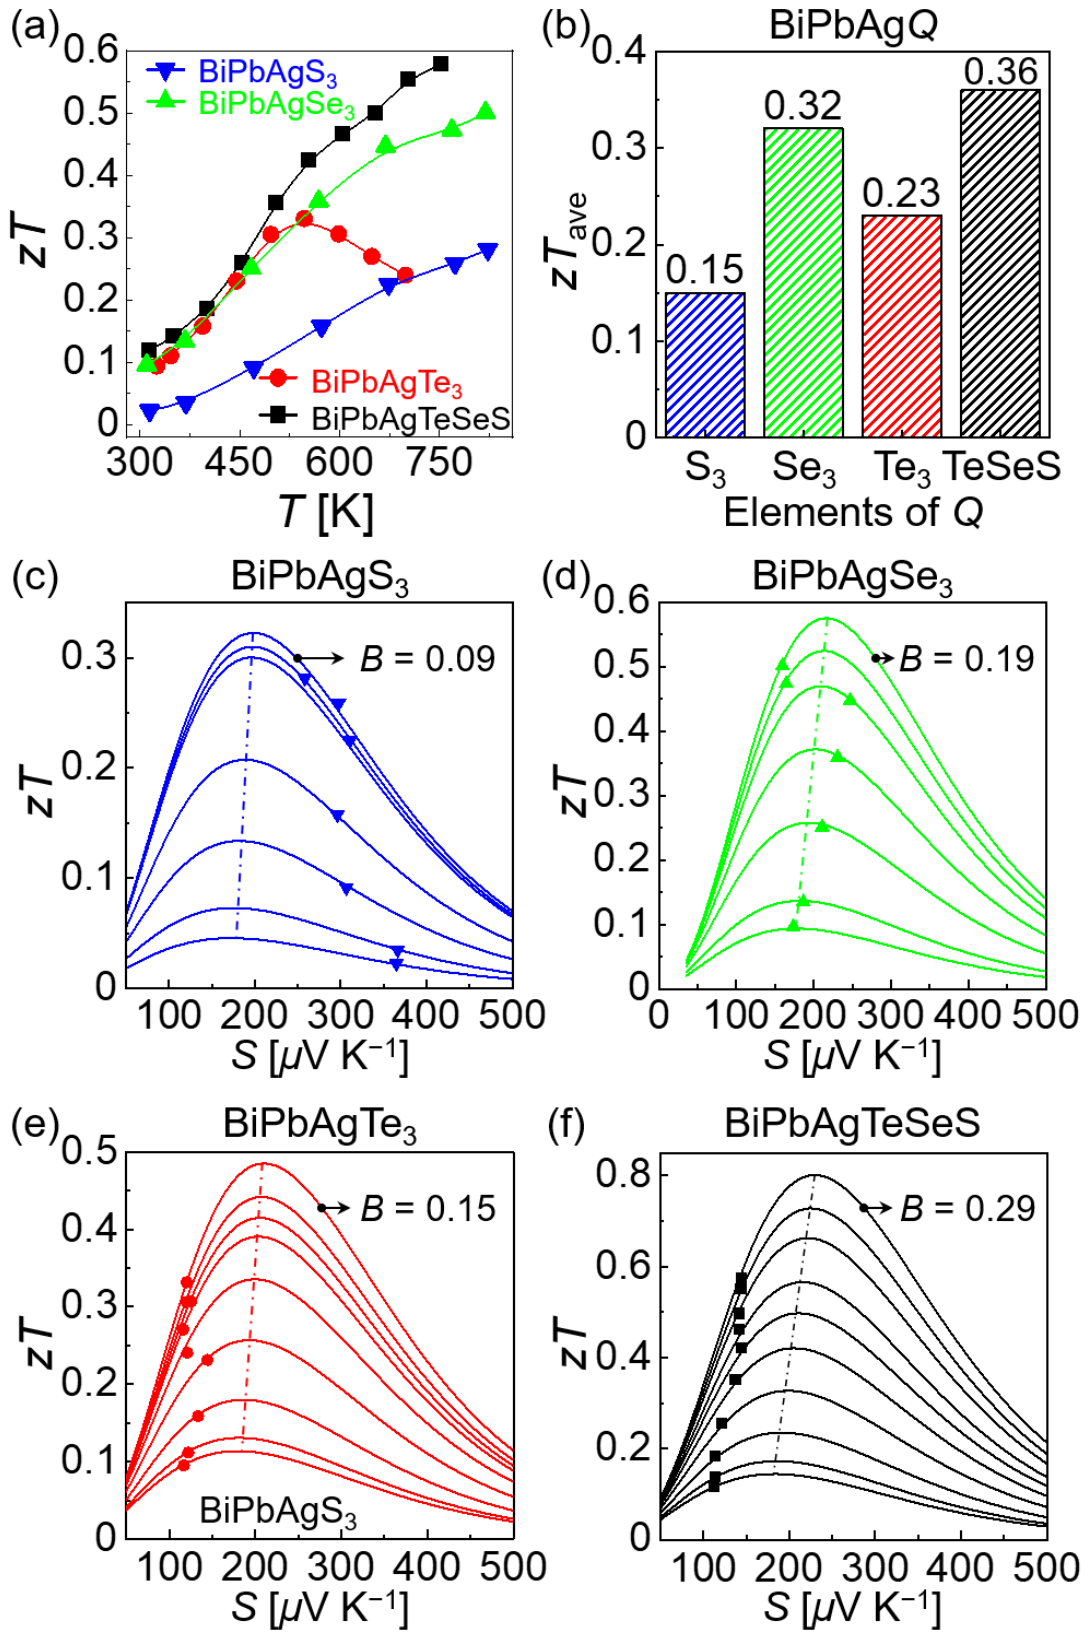 (a)
zT
0.6
0.5
0.4
0.3
0.2
0.1
0
BiPbAgS₃
BiPbAgSe₃
BiPbAgTe₃
BiPbAgTeSeS
300 450 600 750
T [K]
(b) BiPbAgQ
zT_ave
0.4
0.3
0.2
0.1
0
0.15
0.32
0.23
0.36
S₃ Se₃ Te₃ TeSeS
Elements of Q
(c) BiPbAgS₃
zT
0.3
0.2
0.1
0
B = 0.09
100 200 300 400 500
S [μV K⁻¹]
(d) BiPbAgSe₃
zT
0.6
0.5
0.4
0.3
0.2
0.1
0
B = 0.19
0 100 200 300 400 500
S [μV K⁻¹]
(e) BiPbAgTe₃
zT
0.5
0.4
0.3
0.2
0.1
0
B = 0.15
BiPbAgS₃
100 200 300 400 500
S [μV K⁻¹]
(f) BiPbAgTeSeS
zT
0.8
0.6
0.4
0.2
0
B = 0.29
100 200 300 400 500
S [μV K⁻¹]